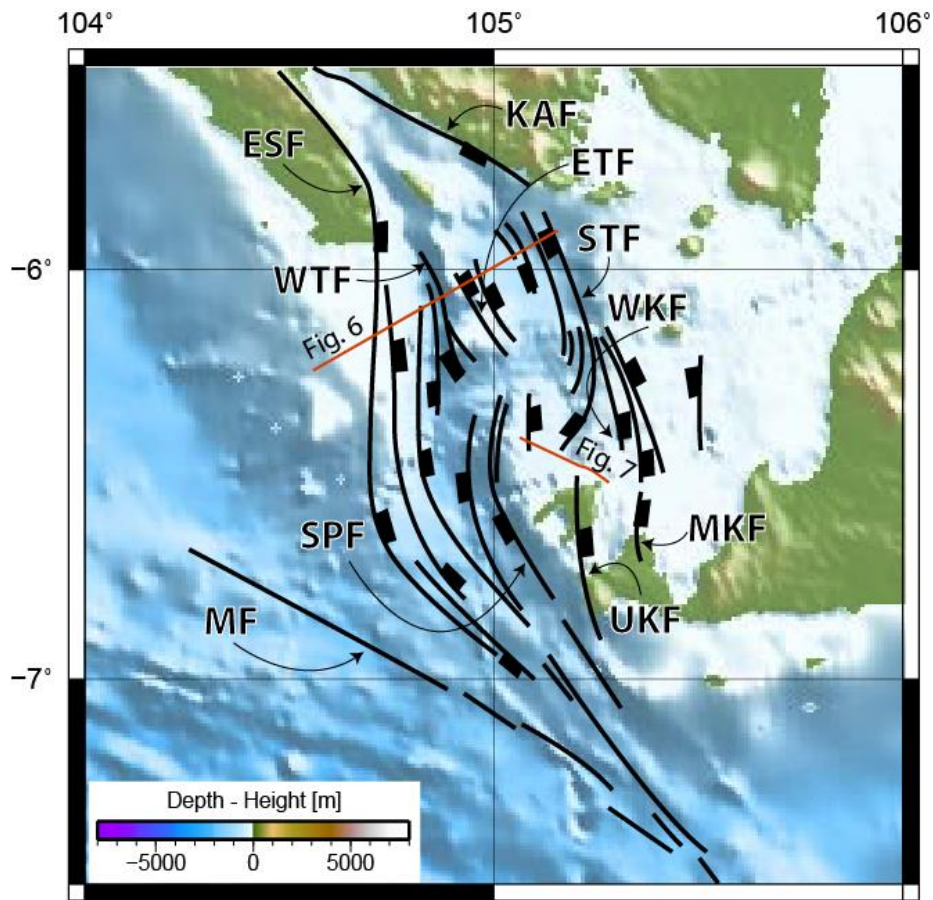 104° 105° 106°
KAF
ESF
ETF
STF
−6°
WTF
WKF
Fig. 6
Fig. 7
SPF
MKF
MF
UKF
−7°
Depth - Height [m]
−5000 0 5000